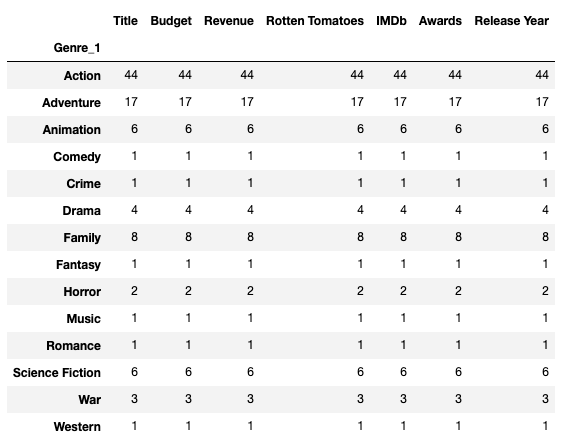 Title Budget Revenue Rotten Tomatoes IMDb Awards Release Year
Genre_1
Action 44 44 44 44 44 44 44
Adventure 17 17 17 17 17 17 17
Animation 6 6 6 6 6 6 6
Comedy 1 1 1 1 1 1 1
Crime 1 1 1 1 1 1 1
Drama 4 4 4 4 4 4 4
Family 8 8 8 8 8 8 8
Fantasy 1 1 1 1 1 1 1
Horror 2 2 2 2 2 2 2
Music 1 1 1 1 1 1 1
Romance 1 1 1 1 1 1 1
Science Fiction 6 6 6 6 6 6 6
War 3 3 3 3 3 3 3
Western 1 1 1 1 1 1 1